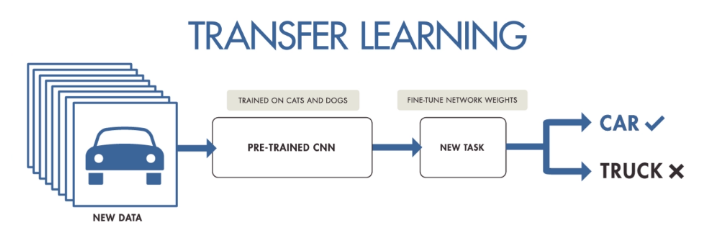 TRANSFER LEARNING
TRAINED ON CATS AND DOGS
FINE-TUNE NETWORK WEIGHTS
PRE-TRAINED CNN
NEW TASK
CAR
TRUCK
NEW DATA